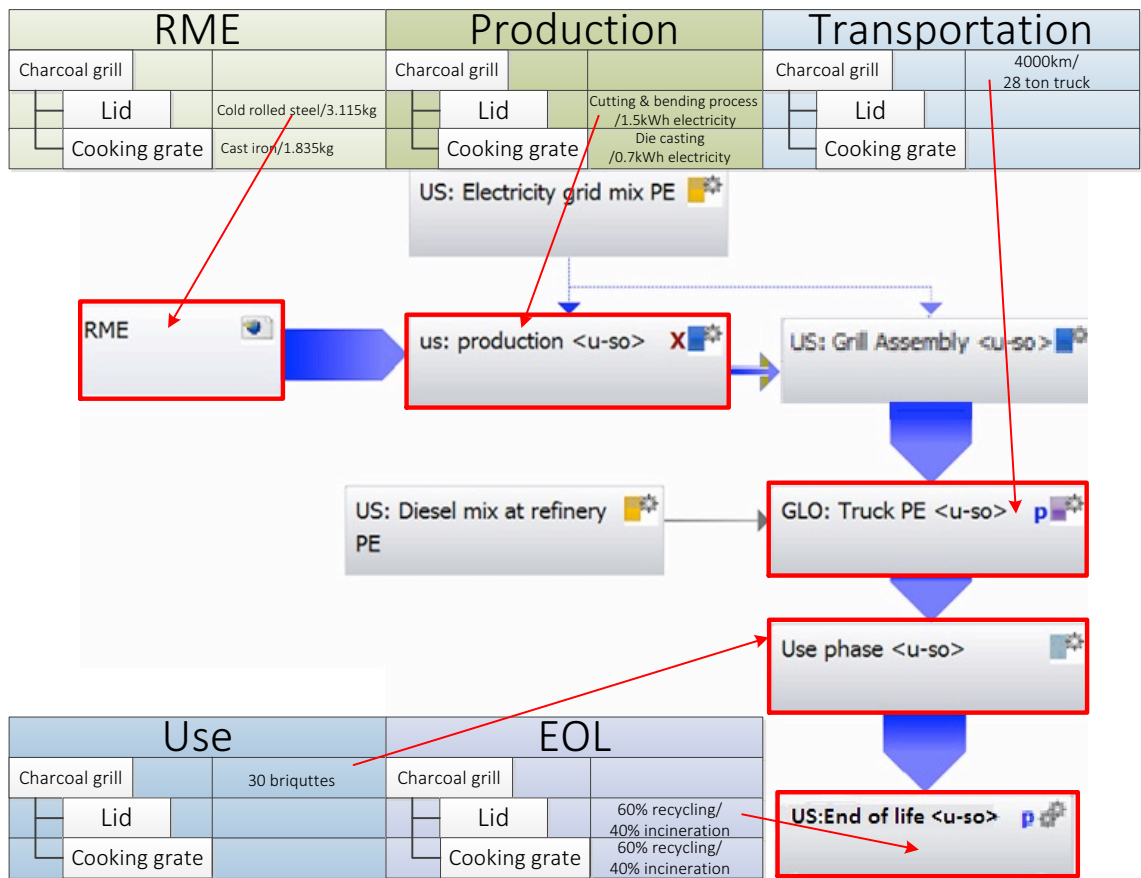 RME
Production
Transportation
Charcoal grill
Charcoal grill
Charcoal grill
4000km/
28 ton truck
Lid
Cold rolled steel/3.115kg
Lid
Cutting & bending process
/1.5kWh electricity
Lid
Cooking grate
Cast iron/1.835kg
Cooking grate
Die casting
/0.7kWh electricity
Cooking grate
US: Electricity grid mix PE
RME
us: production <u-so>
X
US: Grill Assembly <u-so>
US: Diesel mix at refinery
PE
GLO: Truck PE <u-so>
p
Use phase <u-so>
Use
EOL
Charcoal grill
30 briquttes
Charcoal grill
Lid
Lid
60% recycling/
40% incineration
Cooking grate
Cooking grate
60% recycling/
40% incineration
US:End of life <u-so>
p